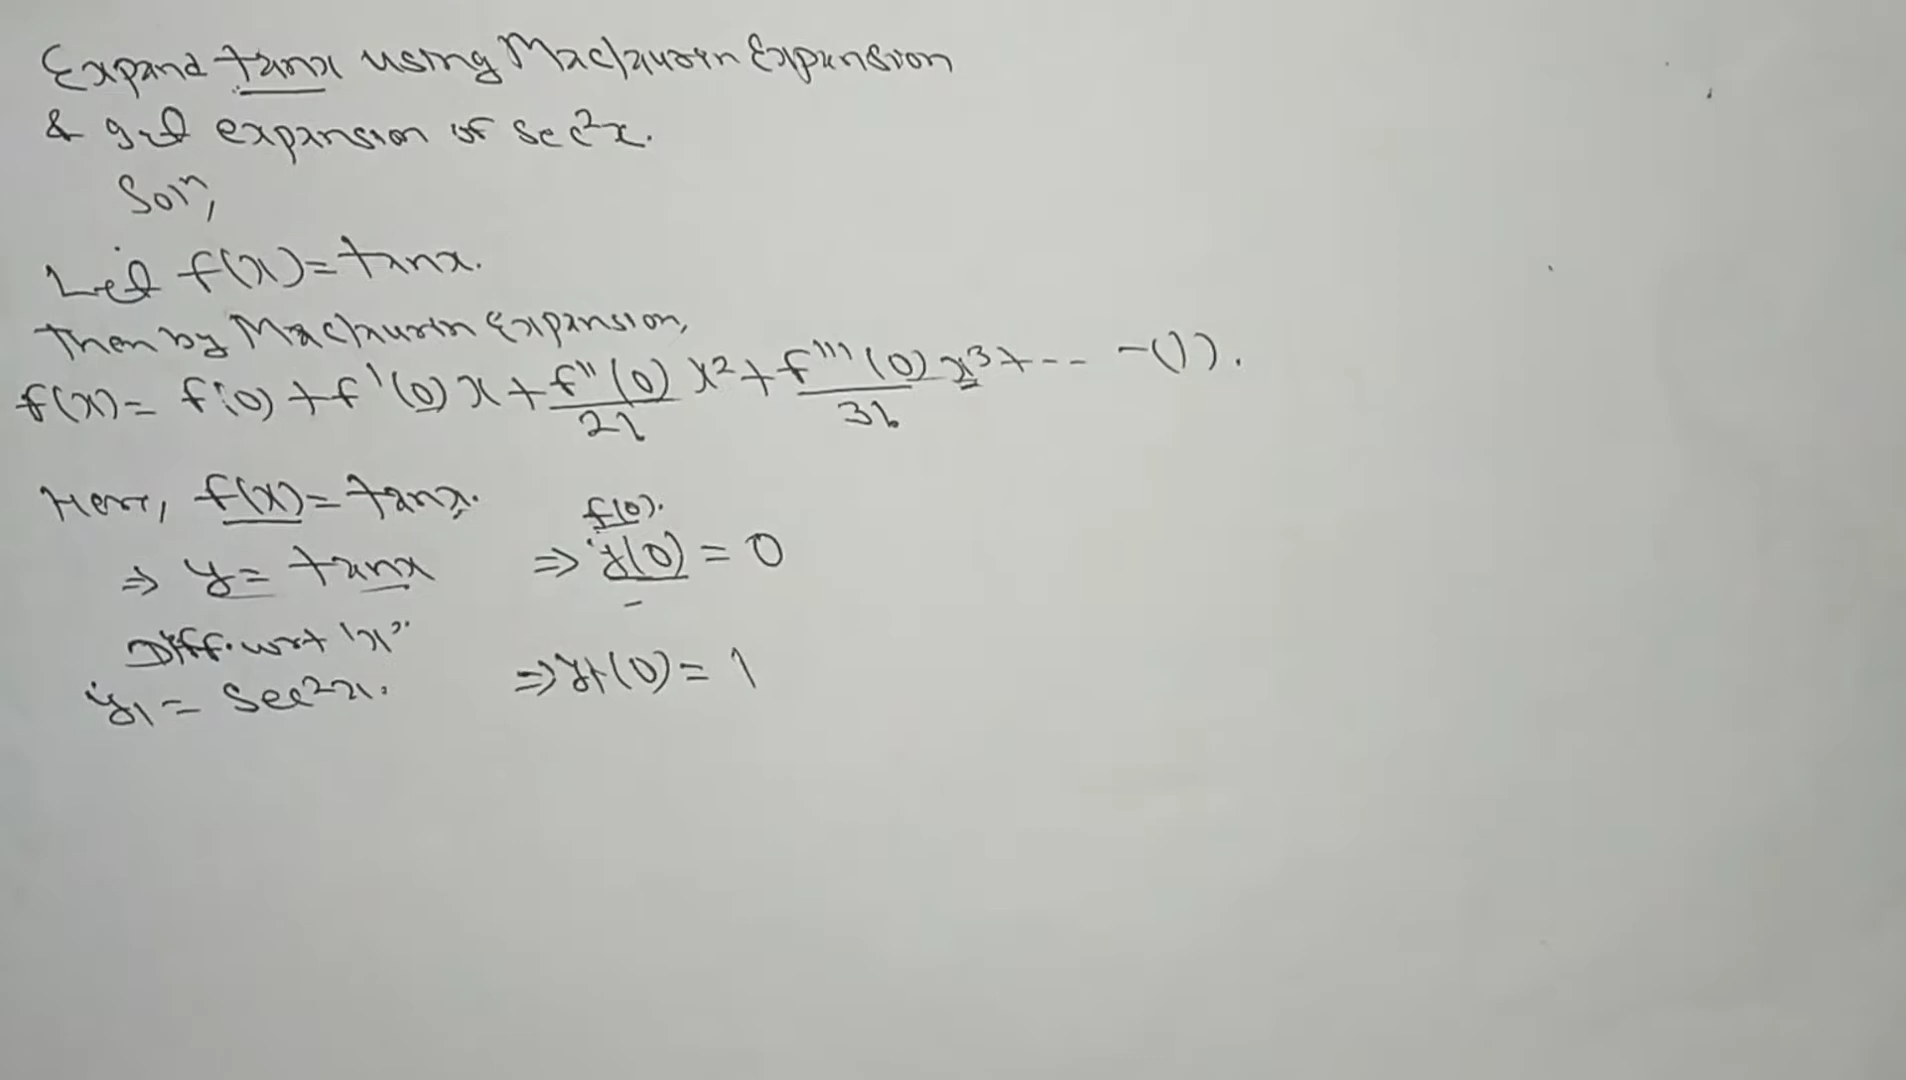 Expand tanx using Maclaurin Expansion
& get expansion of sec²x.
Solⁿ,
Let f(x)=tanx.
Then by Maclaurin Expansion,
f(x)= f(0)+f'(0)x+f''(0)/2! x²+f'''(0)/3! x³+--- -(1).
Here, f(x)=tanx.
f(0).
⇒ y= tanx ⇒ y(0) = 0
Diff. wrt 'x'
y₁= Sec²x. ⇒ y₁(0)= 1